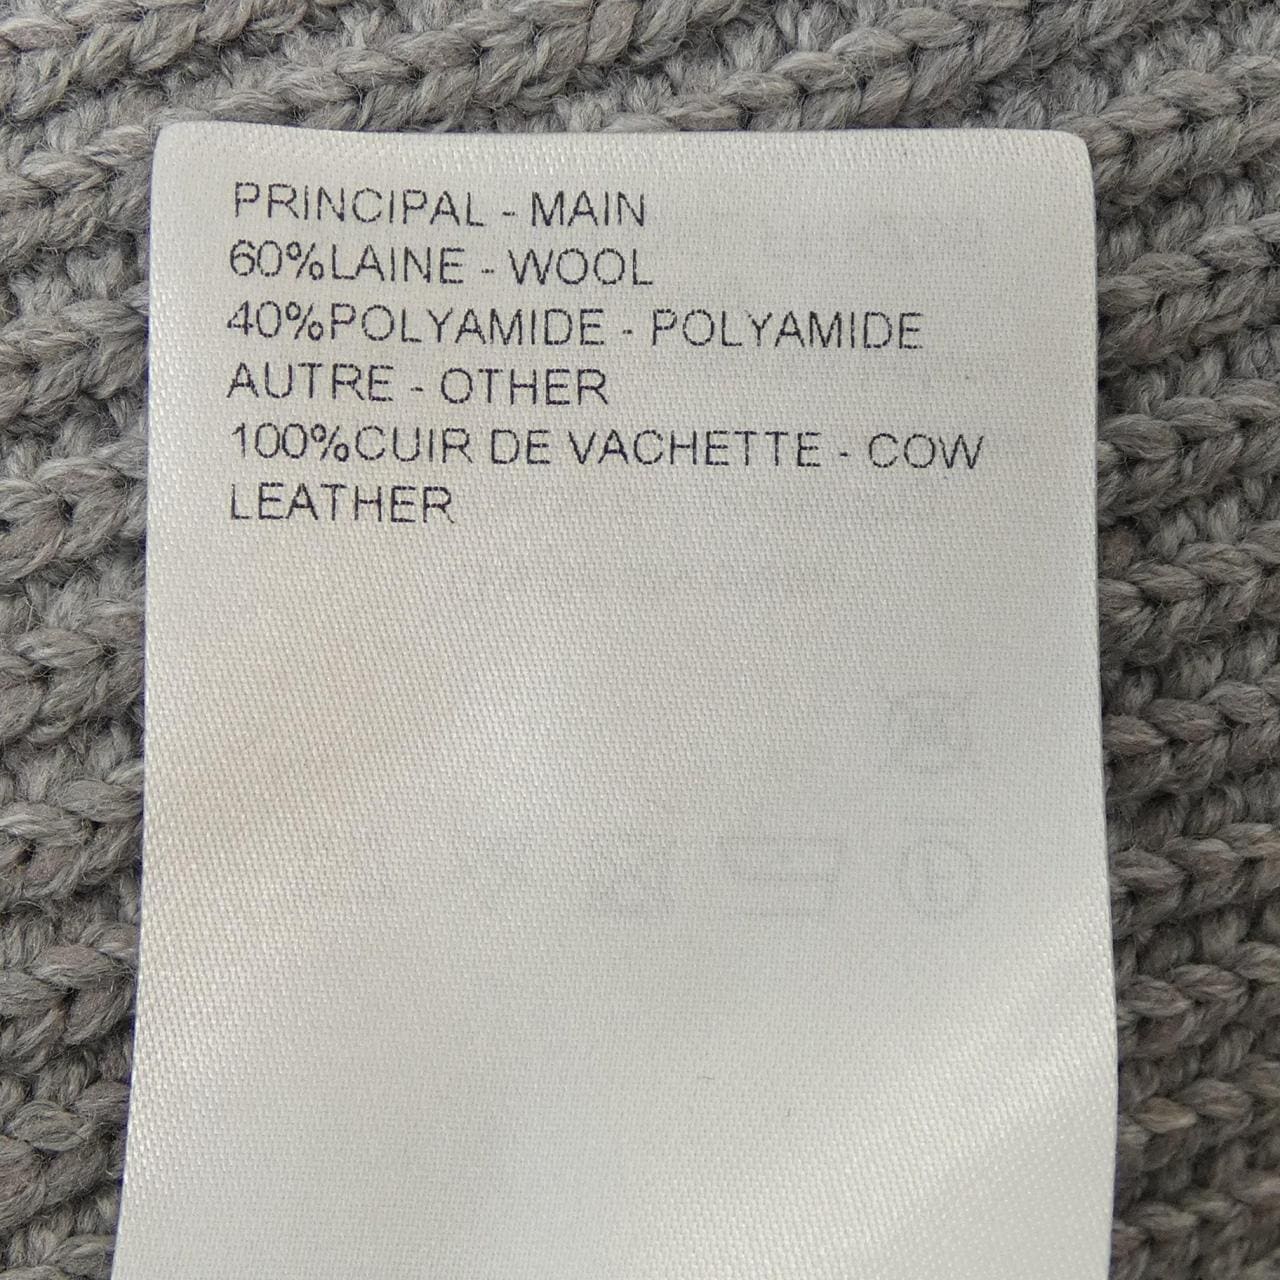 PRINCIPAL - MAIN
60%LAINE - WOOL
40%POLYAMIDE - POLYAMIDE
AUTRE - OTHER
100%CUIR DE VACHETTE - COW
LEATHER